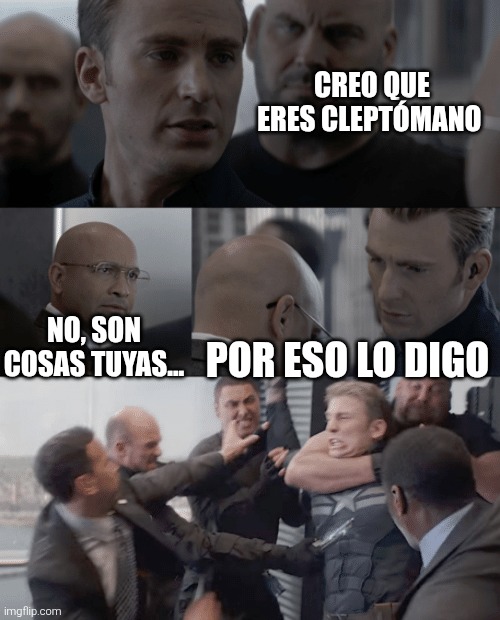 CREO QUE
ERES CLEPTÓMANO
NO, SON
COSAS TUYAS...
POR ESO LO DIGO
imgflip.com